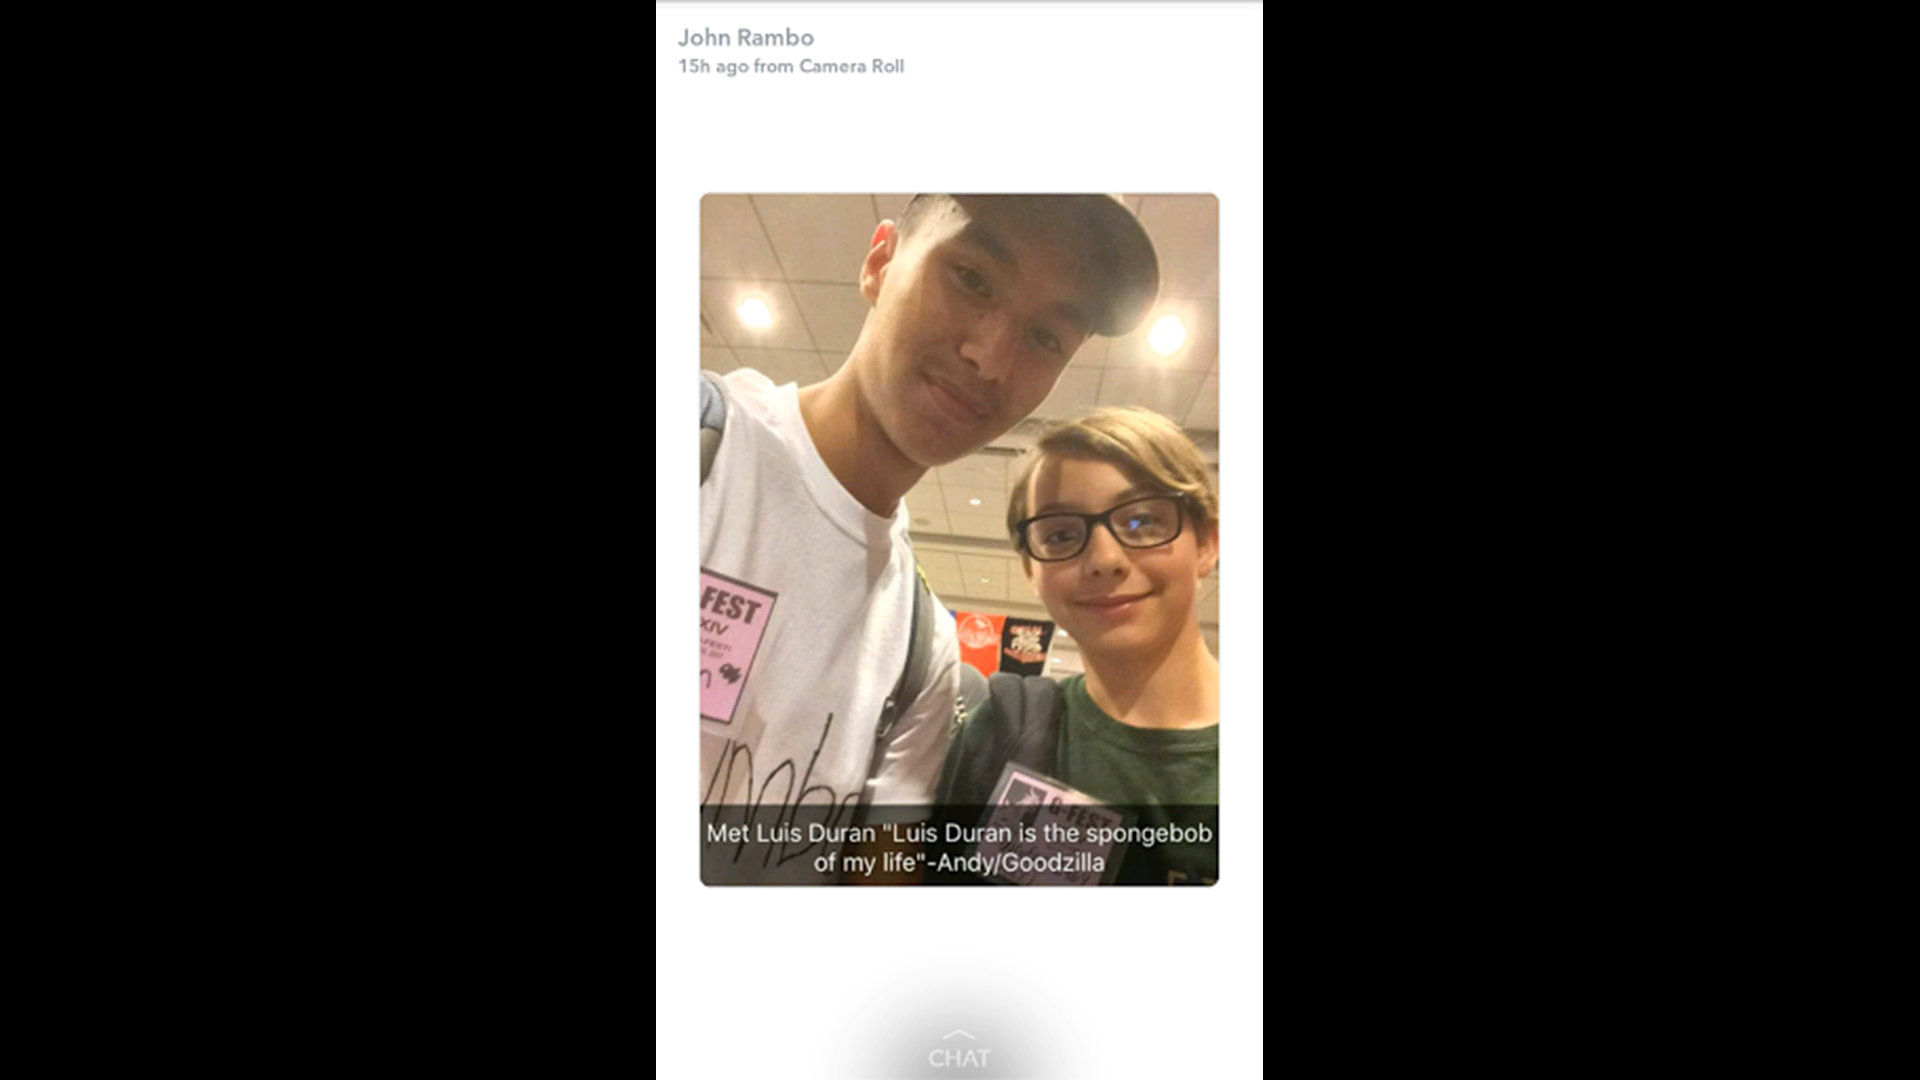 John Rambo
15h ago from Camera Roll
-FEST
XIV
G-FEST
Met Luis Duran "Luis Duran is the spongebob
of my life"-Andy/Goodzilla
CHAT